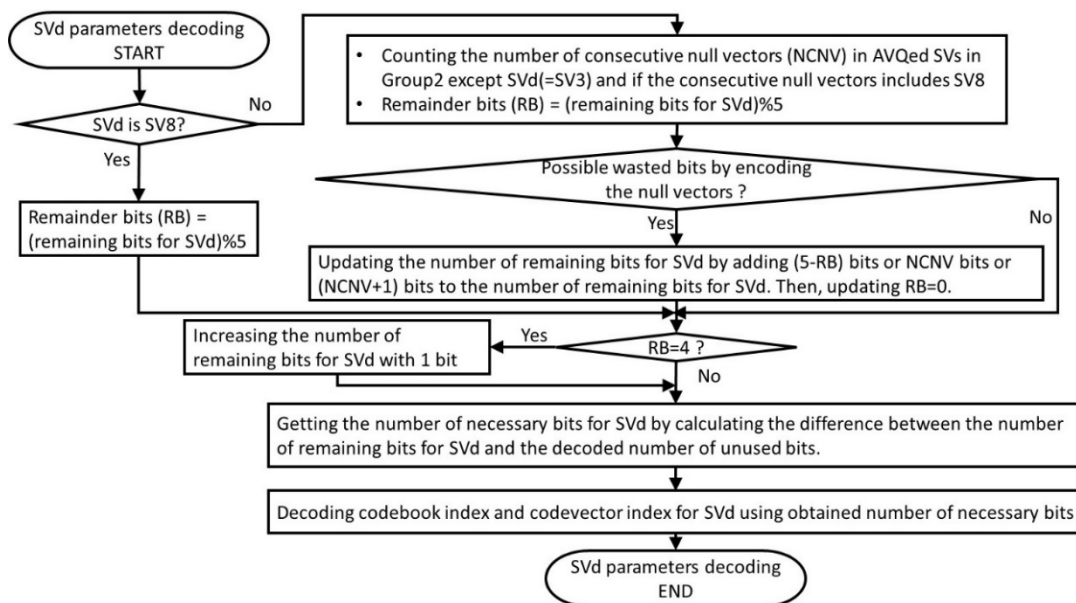 SVd parameters decoding
START
SVd is SV8?
No
Yes
Remainder bits (RB) =
(remaining bits for SVd)%5
• Counting the number of consecutive null vectors (NCNV) in AVQed SVs in
Group2 except SVd(=SV3) and if the consecutive null vectors includes SV8
• Remainder bits (RB) = (remaining bits for SVd)%5
Possible wasted bits by encoding
the null vectors ?
Yes
No
Updating the number of remaining bits for SVd by adding (5-RB) bits or NCNV bits or
(NCNV+1) bits to the number of remaining bits for SVd. Then, updating RB=0.
RB=4 ?
Yes
Increasing the number of
remaining bits for SVd with 1 bit
No
Getting the number of necessary bits for SVd by calculating the difference between the number
of remaining bits for SVd and the decoded number of unused bits.
Decoding codebook index and codevector index for SVd using obtained number of necessary bits
SVd parameters decoding
END